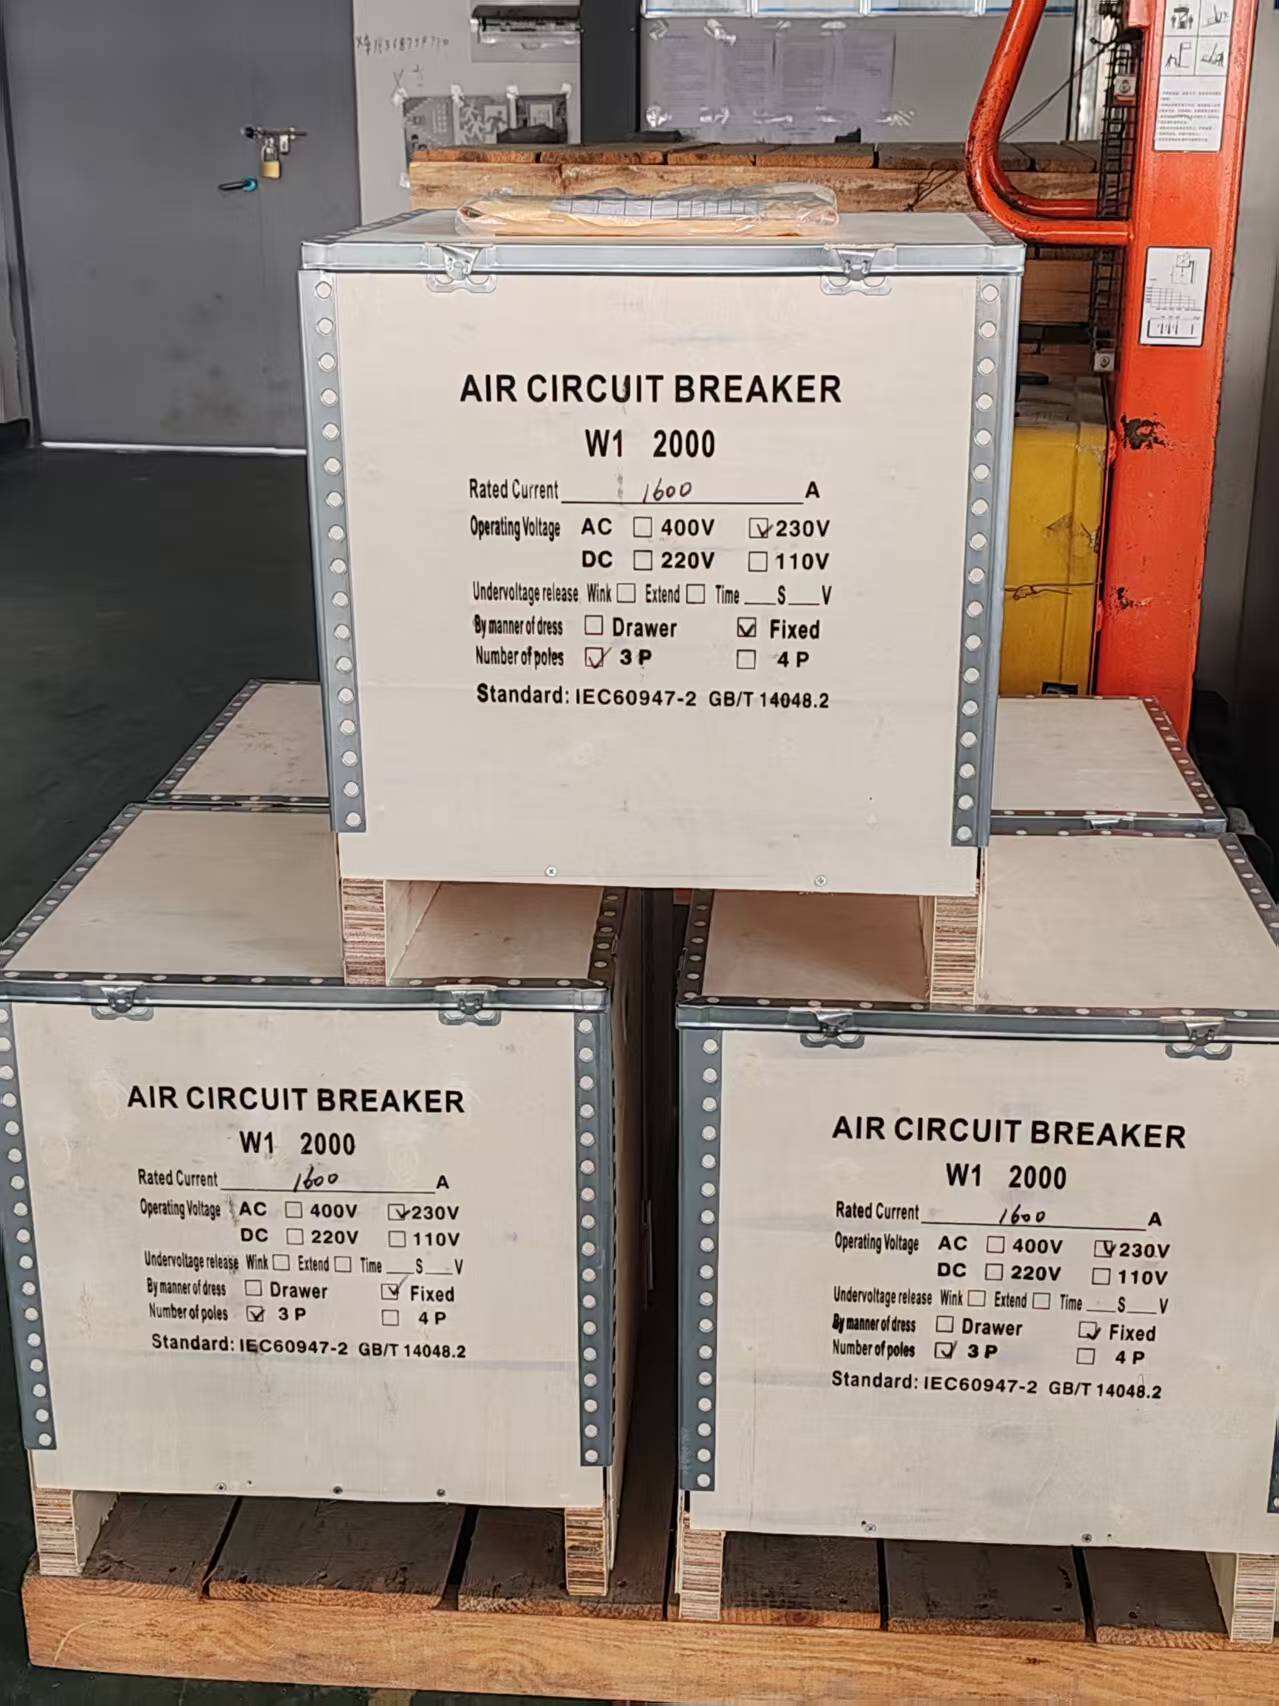 AIR CIRCUIT BREAKER
W1 2000
Rated Current 1600 A
Operating Voltage AC ☐ 400V ☑ 230V
DC ☐ 220V ☐ 110V
Undervoltage release Wink ☐ Extend ☐ Time ___S___V
By manner of dress ☐ Drawer ☑ Fixed
Number of poles ☑ 3 P ☐ 4 P
Standard: IEC60947-2 GB/T 14048.2
AIR CIRCUIT BREAKER
W1 2000
Rated Current 1600 A
Operating Voltage AC ☐ 400V ☑ 230V
DC ☐ 220V ☐ 110V
Undervoltage release Wink ☐ Extend ☐ Time ___S___V
By manner of dress ☐ Drawer ☑ Fixed
Number of poles ☑ 3 P ☐ 4 P
Standard: IEC60947-2 GB/T 14048.2
AIR CIRCUIT BREAKER
W1 2000
Rated Current 1600 A
Operating Voltage AC ☐ 400V ☑ 230V
DC ☐ 220V ☐ 110V
Undervoltage release Wink ☐ Extend ☐ Time ___S___V
By manner of dress ☐ Drawer ☑ Fixed
Number of poles ☑ 3 P ☐ 4 P
Standard: IEC60947-2 GB/T 14048.2